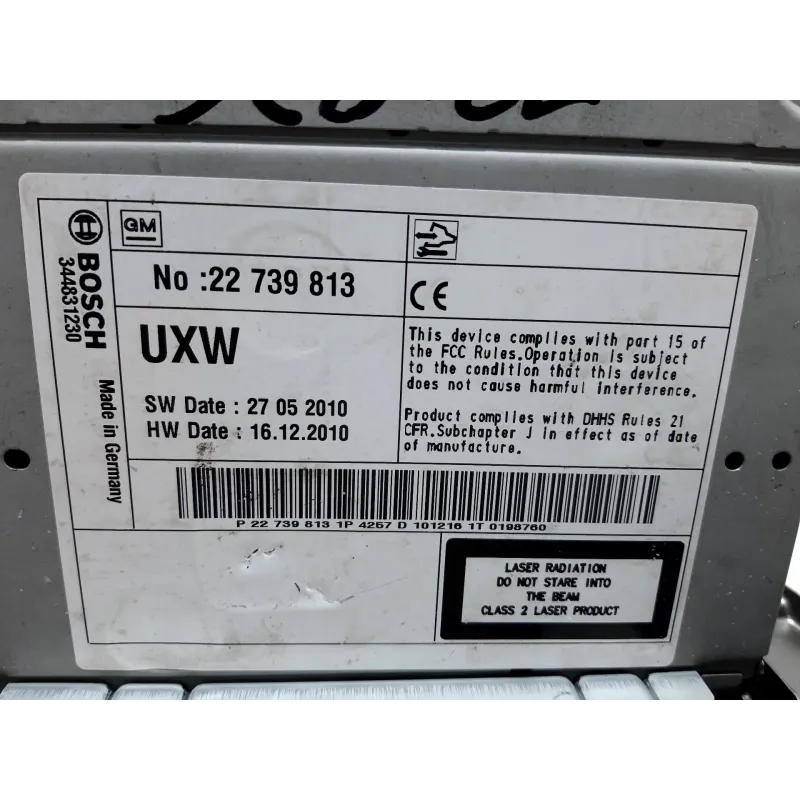 BOSCH
344831230
Made in Germany
GM
No :22 739 813
UXW
SW Date : 27 05 2010
HW Date : 16.12.2010
CE
This device complies with part 15 of
the FCC Rules.Operation is subject
to the condition that this device
does not cause harmful interference.
Product complies with DHHS Rules 21
CFR.Subchapter J in effect as of date
of manufacture.
P 22 739 813 1P 4257 D 101216 1T 0198760
LASER RADIATION
DO NOT STARE INTO
THE BEAM
CLASS 2 LASER PRODUCT